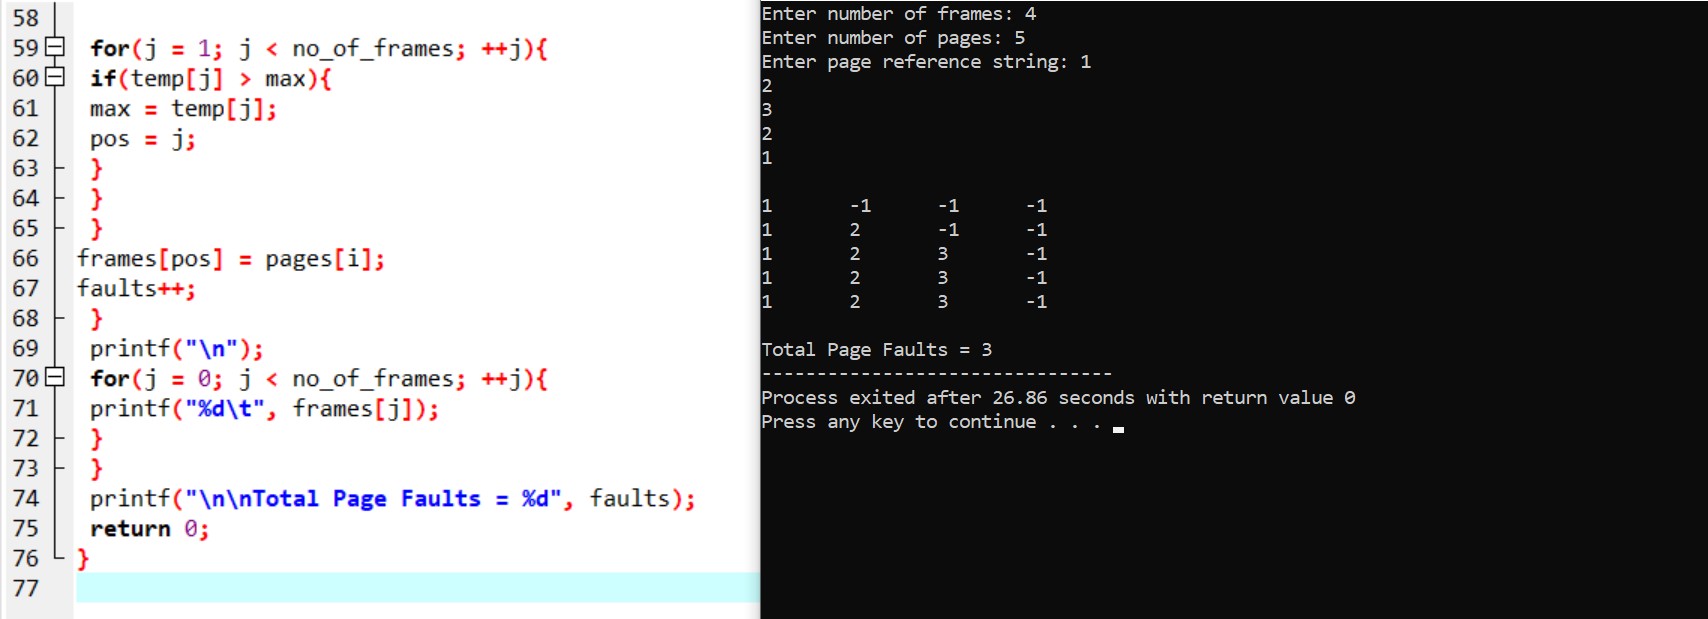 58
59 for(j = 1; j < no_of_frames; ++j){
60 if(temp[j] > max){
61 max = temp[j];
62 pos = j;
63 }
64 }
65 }
66 frames[pos] = pages[i];
67 faults++;
68 }
69 printf("\n");
70 for(j = 0; j < no_of_frames; ++j){
71 printf("%d\t", frames[j]);
72 }
73 }
74 printf("\n\nTotal Page Faults = %d", faults);
75 return 0;
76 }
77
Enter number of frames: 4
Enter number of pages: 5
Enter page reference string: 1
2
3
2
1
1 -1 -1 -1
1 2 -1 -1
1 2 3 -1
1 2 3 -1
1 2 3 -1
Total Page Faults = 3
--------------------------------
Process exited after 26.86 seconds with return value 0
Press any key to continue . . .